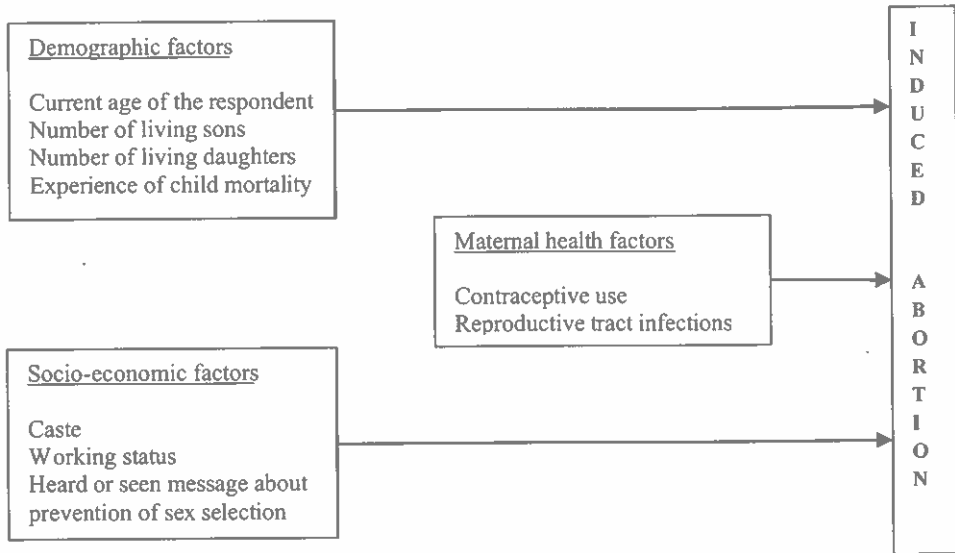 Demographic factors
Current age of the respondent
Number of living sons
Number of living daughters
Experience of child mortality
Maternal health factors
Contraceptive use
Reproductive tract infections
Socio-economic factors
Caste
Working status
Heard or seen message about
prevention of sex selection
INDUCED ABORTION